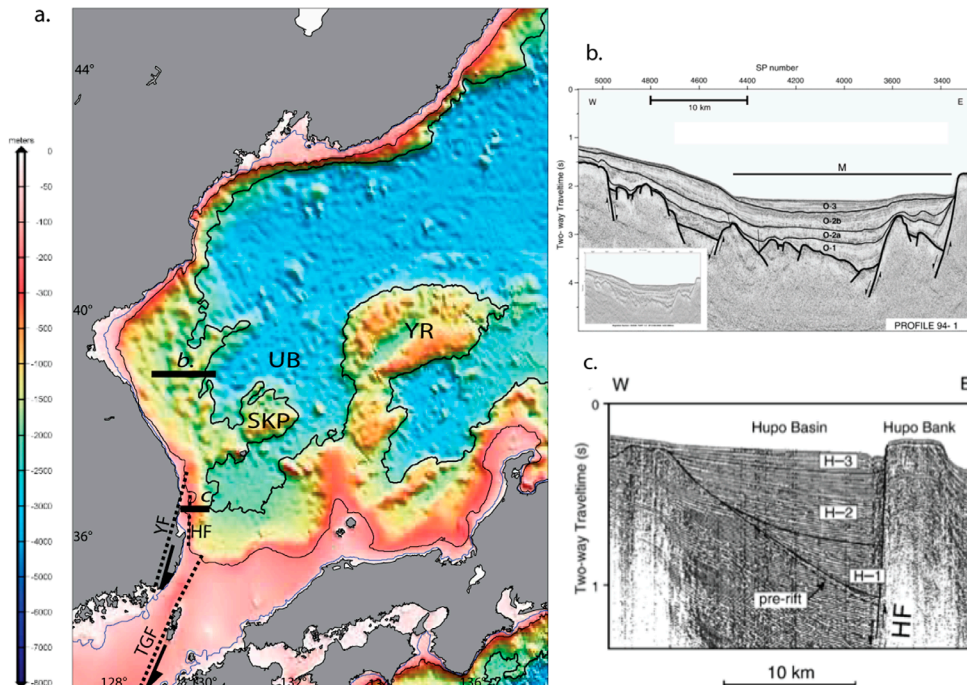 a.
44°
40°
36°
128°
130°
132°
136°
meters
0
-50
-100
-200
-500
-1000
-1500
-2000
-2500
-3000
-3500
-4000
-5000
-6000
-7000
-8000
b.
UB
YR
SKP
c.
HF
YF
TGF
b.
SP number
5000 4800 4600 4400 4200 4000 3600 3400
W
E
10 km
Two-way Traveltime (s)
0
1
2
3
4
M
O-3
O-2b
O-2a
O-1
PROFILE 94- 1
c.
W
E
Hupo Basin
Hupo Bank
Two-way Traveltime (s)
0
1
H-3
H-2
H-1
pre-rift
HF
10 km